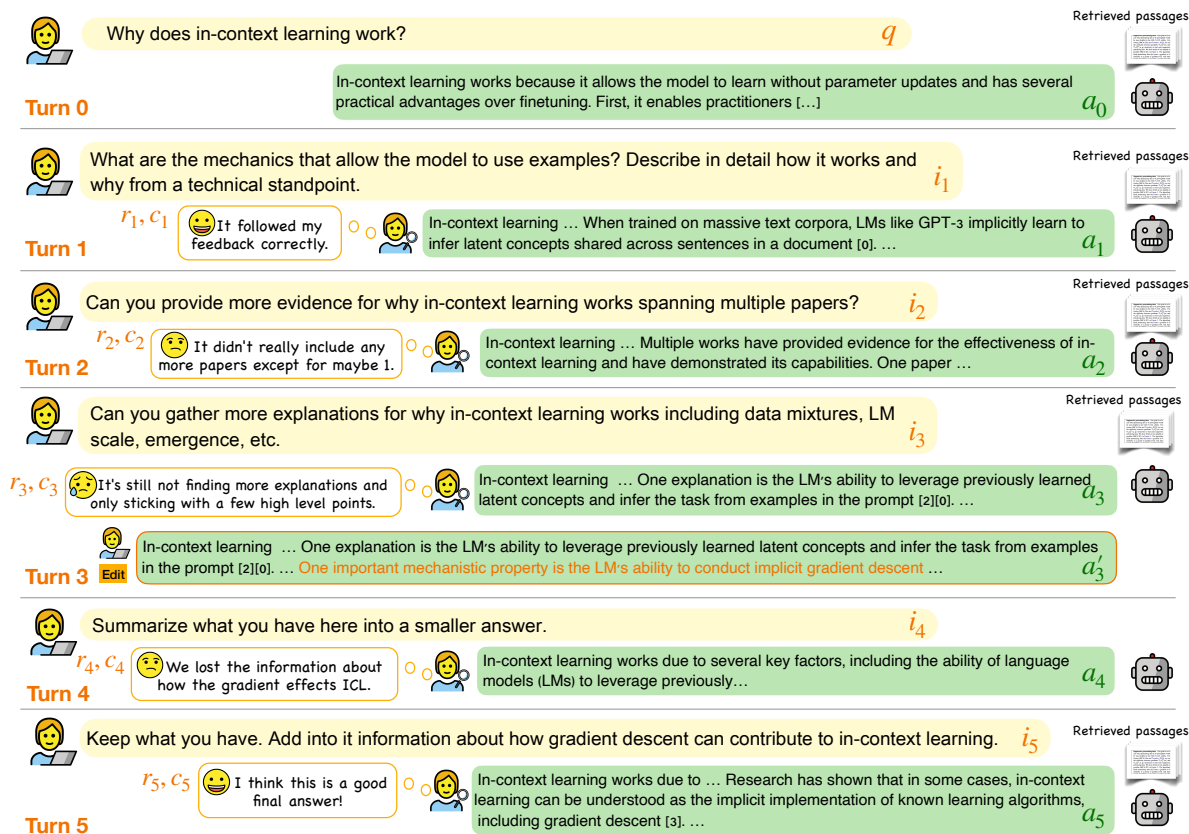 Retrieved passages
Why does in-context learning work?
q
In-context learning works because it allows the model to learn without parameter updates and has several
practical advantages over finetuning. First, it enables practitioners […]
a0
Turn 0
What are the mechanics that allow the model to use examples? Describe in detail how it works and
why from a technical standpoint.
i1
Retrieved passages
r1, c1
It followed my
feedback correctly.
In-context learning … When trained on massive text corpora, LMs like GPT-3 implicitly learn to
infer latent concepts shared across sentences in a document [0]. …
a1
Turn 1
Retrieved passages
Can you provide more evidence for why in-context learning works spanning multiple papers?
i2
r2, c2
It didn't really include any
more papers except for maybe 1.
In-context learning … Multiple works have provided evidence for the effectiveness of in-
context learning and have demonstrated its capabilities. One paper …
a2
Turn 2
Retrieved passages
Can you gather more explanations for why in-context learning works including data mixtures, LM
scale, emergence, etc.
i3
r3, c3
It's still not finding more explanations and
only sticking with a few high level points.
In-context learning … One explanation is the LM's ability to leverage previously learned
latent concepts and infer the task from examples in the prompt [2][0]. …
a3
Turn 3
Edit
In-context learning … One explanation is the LM's ability to leverage previously learned latent concepts and infer the task from examples
in the prompt [2][0]. … One important mechanistic property is the LM's ability to conduct implicit gradient descent …
a′3
Summarize what you have here into a smaller answer.
i4
r4, c4
We lost the information about
how the gradient effects ICL.
In-context learning works due to several key factors, including the ability of language
models (LMs) to leverage previously…
a4
Turn 4
Retrieved passages
Keep what you have. Add into it information about how gradient descent can contribute to in-context learning.
i5
r5, c5
I think this is a good
final answer!
In-context learning works due to … Research has shown that in some cases, in-context
learning can be understood as the implicit implementation of known learning algorithms,
including gradient descent [3]. …
a5
Turn 5